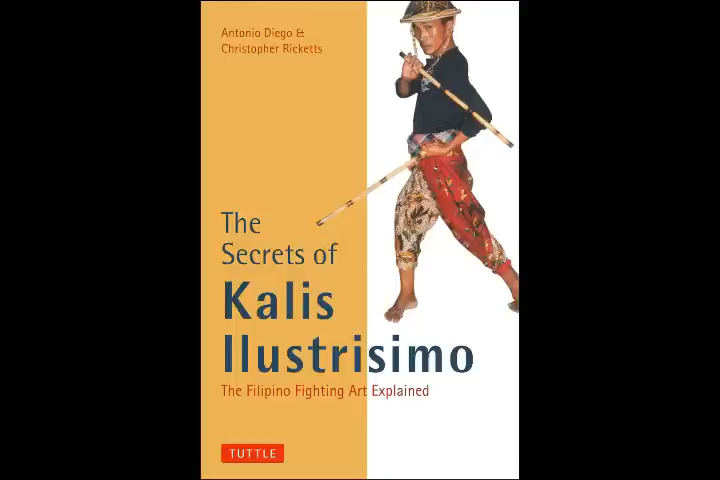 Antonio Diego &
Christopher Ricketts
The
Secrets of
Kalis
Ilustrisimo
The Filipino Fighting Art Explained
TUTTLE